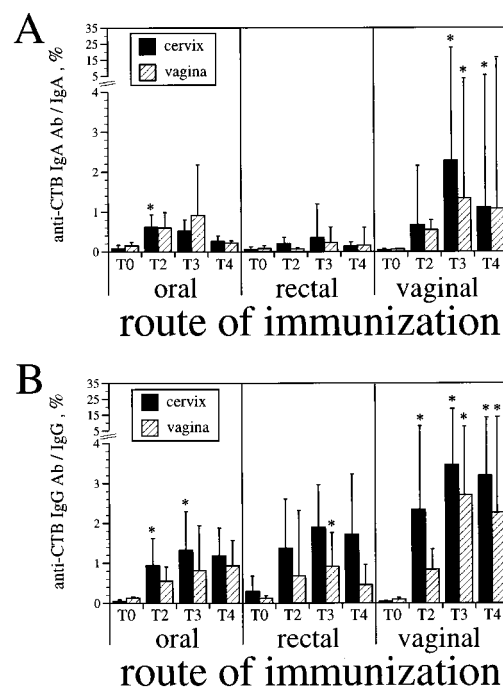 A
35
25
15
5
4
3
2
1
0
anti-CTB IgA Ab / IgA , %
cervix
vagina
*
* * *
T0 T2 T3 T4 T0 T2 T3 T4 T0 T2 T3 T4
oral rectal vaginal
route of immunization
B
35
25
15
5
4
3
2
1
0
anti-CTB IgG Ab / IgG , %
cervix
vagina
* * * * * * * *
T0 T2 T3 T4 T0 T2 T3 T4 T0 T2 T3 T4
oral rectal vaginal
route of immunization